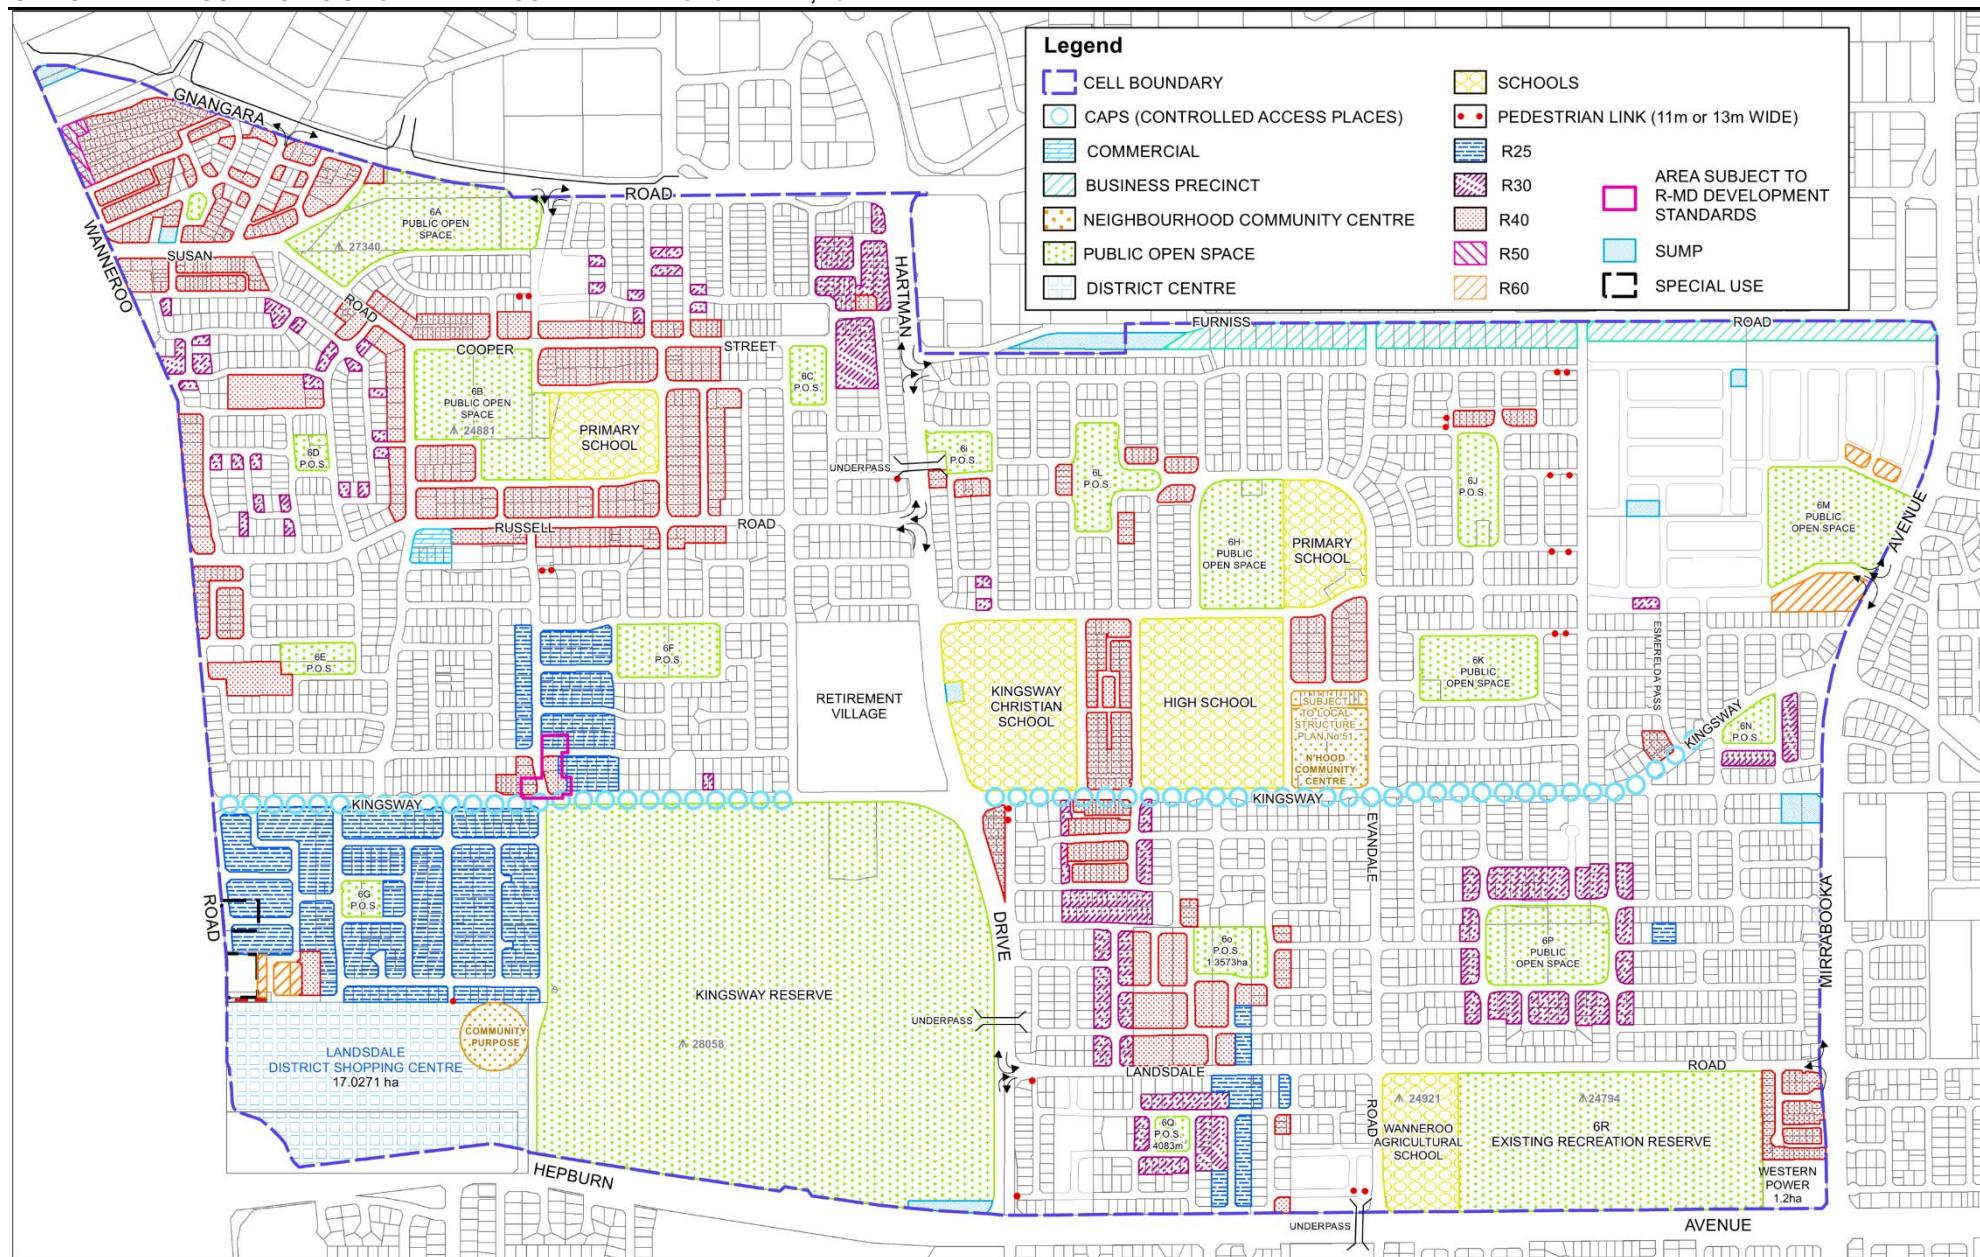 Legend
CELL BOUNDARY
CAPS (CONTROLLED ACCESS PLACES)
COMMERCIAL
BUSINESS PRECINCT
NEIGHBOURHOOD COMMUNITY CENTRE
PUBLIC OPEN SPACE
DISTRICT CENTRE
SCHOOLS
PEDESTRIAN LINK (11m or 13m WIDE)
R25
R30
R40
R50
R60
AREA SUBJECT TO
R-MD DEVELOPMENT
STANDARDS
SUMP
SPECIAL USE
GNANGARA
ROAD
WANNEROO
ROAD
SUSAN
ROAD
6A
PUBLIC OPEN
SPACE
27340
HARTMAN
DRIVE
FURNISS
ROAD
COOPER
STREET
6B
PUBLIC OPEN
SPACE
24881
PRIMARY
SCHOOL
6C
P.O.S.
6D
P.O.S.
UNDERPASS
6i
P.O.S.
6L
P.O.S.
6J
P.O.S.
6H
PUBLIC
OPEN SPACE
PRIMARY
SCHOOL
6M
PUBLIC
OPEN SPACE
AVENUE
RUSSELL
ROAD
6E
P.O.S.
6F
P.O.S.
RETIREMENT
VILLAGE
KINGSWAY
CHRISTIAN
SCHOOL
HIGH SCHOOL
SUBJECT
TO LOCAL
STRUCTURE
PLAN No'51
N'HOOD
COMMUNITY
CENTRE
6K
PUBLIC
OPEN SPACE
ESMERELDA PASS
KINGSWAY
6N
P.O.S.
KINGSWAY
KINGSWAY
EVANDALE
ROAD
6G
P.O.S.
6o
P.O.S.
1.3573ha
6P
PUBLIC
OPEN SPACE
MIRRABOOKA
KINGSWAY RESERVE
28058
UNDERPASS
COMMUNITY
PURPOSE
LANDSDALE
DISTRICT SHOPPING CENTRE
17.0271 ha
LANDSDALE
ROAD
6Q
P.O.S.
4083m²
24921
WANNEROO
AGRICULTURAL
SCHOOL
24794
6R
EXISTING RECREATION RESERVE
WESTERN
POWER
1.2ha
HEPBURN
AVENUE
UNDERPASS